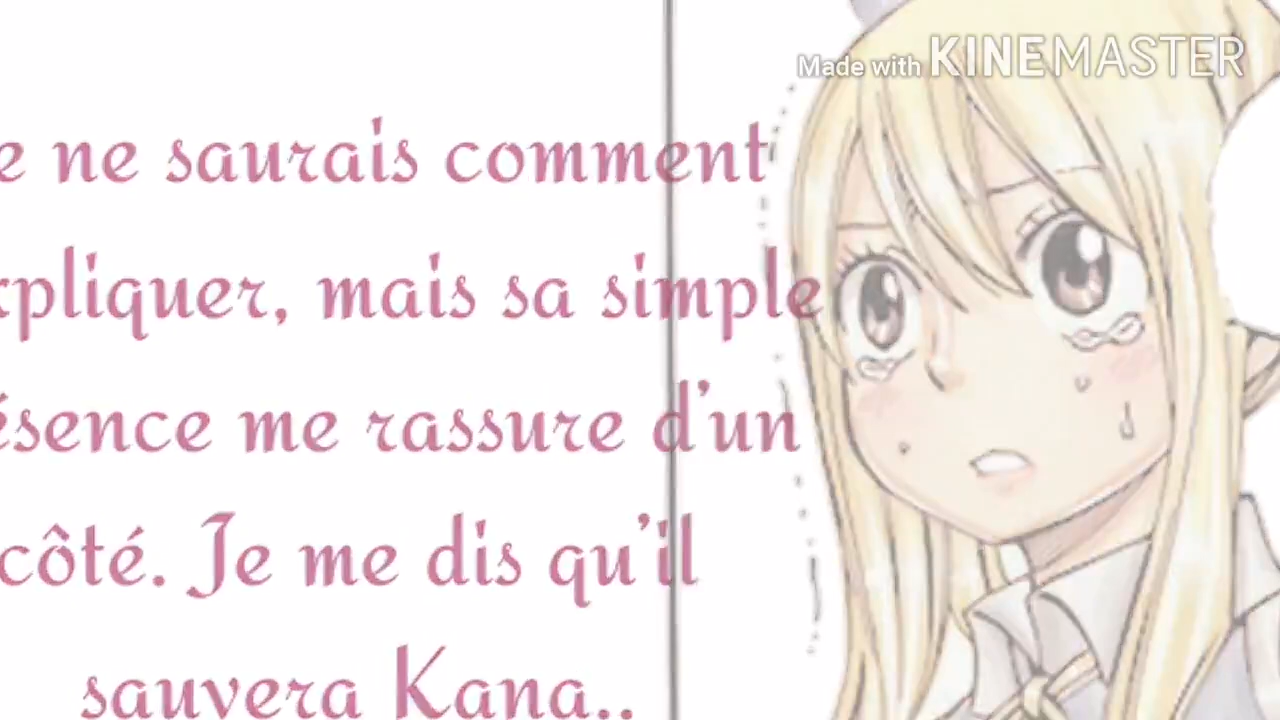 Made with KINEMASTER
e ne saurais comment
xpliquer, mais sa simple
ésence me rassure d'un
côté. Je me dis qu'il
sauvera Kana..